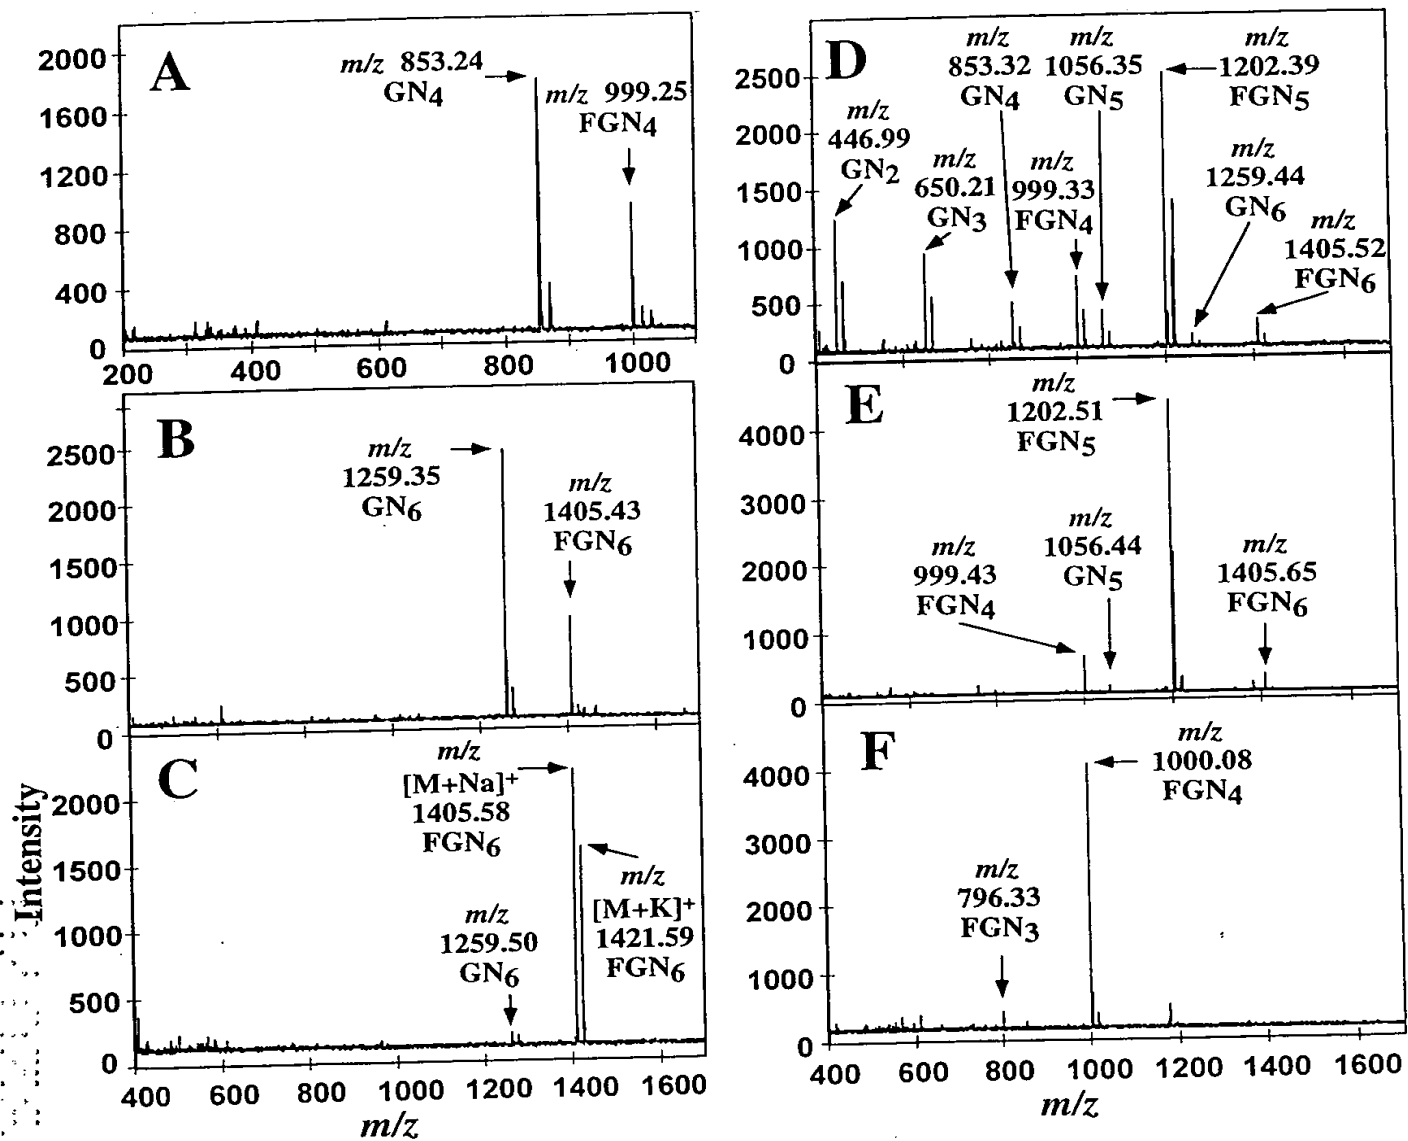 A
2000
1600
1200
800
400
0
200 400 600 800 1000
m/z 853.24
GN4
m/z 999.25
FGN4
B
2500
2000
1500
1000
500
0
m/z
1259.35
GN6
m/z
1405.43
FGN6
C
2000
1500
1000
500
0
m/z
[M+Na]+
1405.58
FGN6
m/z
[M+K]+
1421.59
FGN6
m/z
1259.50
GN6
400 600 800 1000 1200 1400 1600
m/z
Intensity
D
2500
2000
1500
1000
500
0
m/z
446.99
GN2
m/z
650.21
GN3
m/z
853.32
GN4
m/z
999.33
FGN4
m/z
1056.35
GN5
m/z
1202.39
FGN5
m/z
1259.44
GN6
m/z
1405.52
FGN6
E
4000
3000
2000
1000
0
m/z
1202.51
FGN5
m/z
999.43
FGN4
m/z
1056.44
GN5
m/z
1405.65
FGN6
F
4000
3000
2000
1000
0
m/z
1000.08
FGN4
m/z
796.33
FGN3
400 600 800 1000 1200 1400 1600
m/z